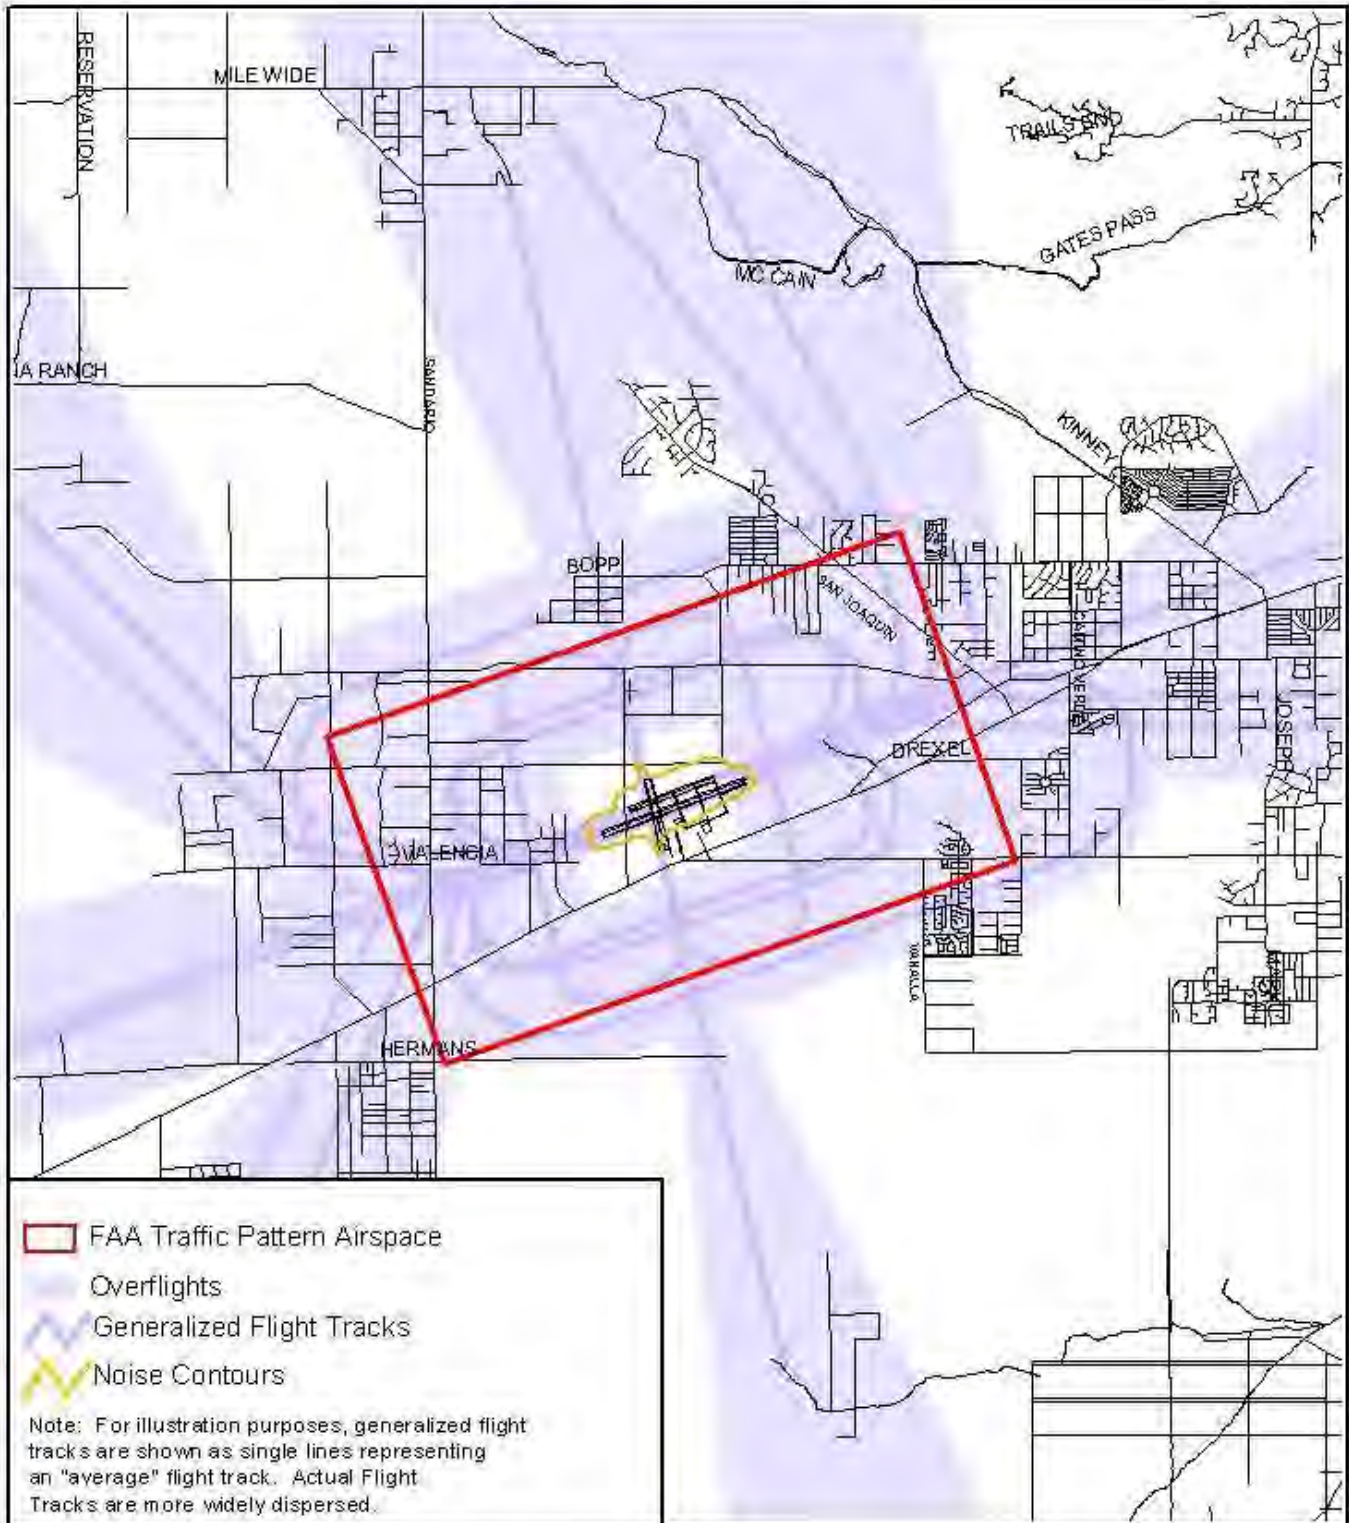 RESERVATION
MILE WIDE
TRAILS END
GATES PASS
MC CAIN
IA RANCH
SANDARIO
KINNEY
BOPP
SAN JOAQUIN
CAMINO VERDE
JOSEPH
DREXEL
VALENCIA
VAHALLA
HERMANS
FAA Traffic Pattern Airspace
Overflights
Generalized Flight Tracks
Noise Contours
Note: For illustration purposes, generalized flight
tracks are shown as single lines representing
an "average" flight track. Actual Flight
Tracks are more widely dispersed.